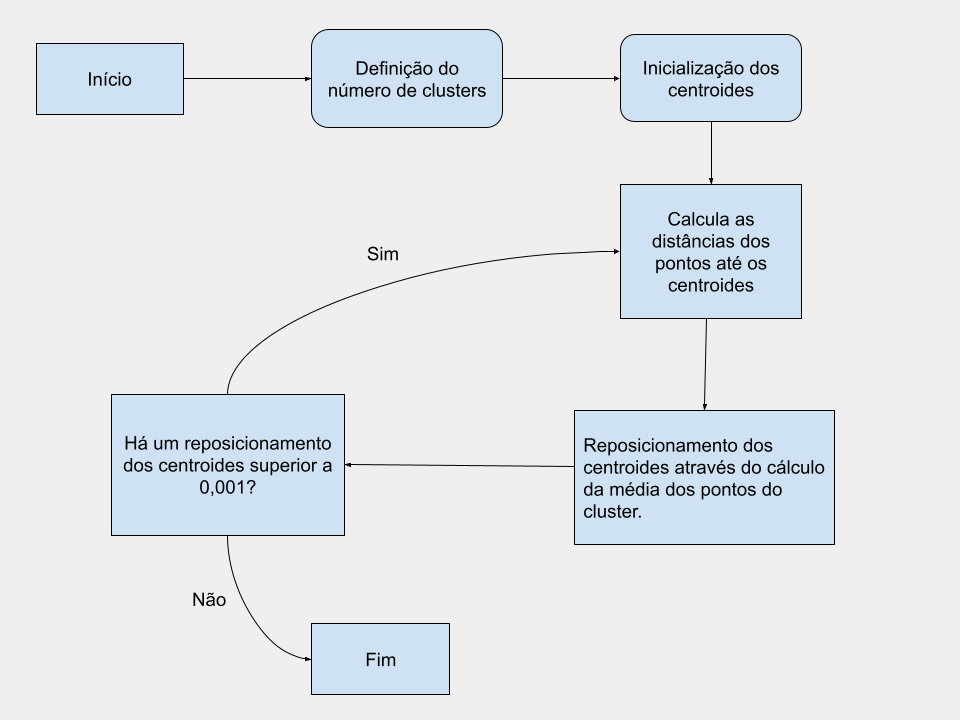 Início
Definição do
número de clusters
Inicialização dos
centroides
Calcula as
distâncias dos
pontos até os
centroides
Sim
Há um reposicionamento
dos centroides superior a
0,001?
Reposicionamento dos
centroides através do cálculo
da média dos pontos do
cluster.
Não
Fim